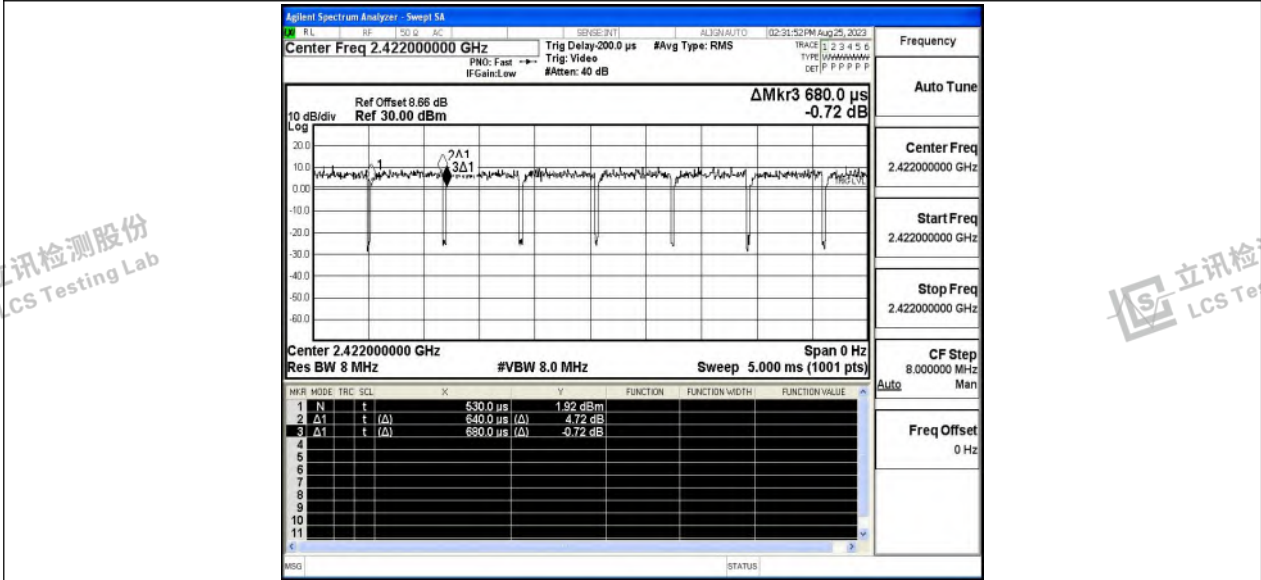 Agilent Spectrum Analyzer - Swept SA
RL RF 50 Ω AC SENSE:INT ALIGNAUTO 02:31:52 PM Aug 25, 2023
Center Freq 2.422000000 GHz
PNO: Fast
IFGain:Low
Trig Delay-200.0 µs
Trig: Video
#Atten: 40 dB
#Avg Type: RMS
TRACE 1 2 3 4 5 6
TYPE
DET P P P P P P
Frequency
Auto Tune
Center Freq
2.422000000 GHz
Start Freq
2.422000000 GHz
Stop Freq
2.422000000 GHz
CF Step
8.000000 MHz
Auto Man
Freq Offset
0 Hz
ΔMkr3 680.0 µs
-0.72 dB
Ref Offset 8.66 dB
10 dB/div Ref 30.00 dBm
Log
20.0
10.0
0.00
-10.0
-20.0
-30.0
-40.0
-50.0
-60.0
1
2Δ1
3Δ1
TRIG LVL
Center 2.422000000 GHz Span 0 Hz
Res BW 8 MHz #VBW 8.0 MHz Sweep 5.000 ms (1001 pts)
MKR MODE TRC SCL X Y FUNCTION FUNCTION WIDTH FUNCTION VALUE
1 N t 530.0 µs 1.92 dBm
2 Δ1 t (Δ) 640.0 µs (Δ) 4.72 dB
3 Δ1 t (Δ) 680.0 µs (Δ) -0.72 dB
4
5
6
7
8
9
10
11
MSG STATUS
立讯检测股份
LCS Testing Lab
立讯检
LCS Te